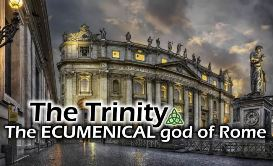 The Trinity
The ECUMENICAL god of Rome